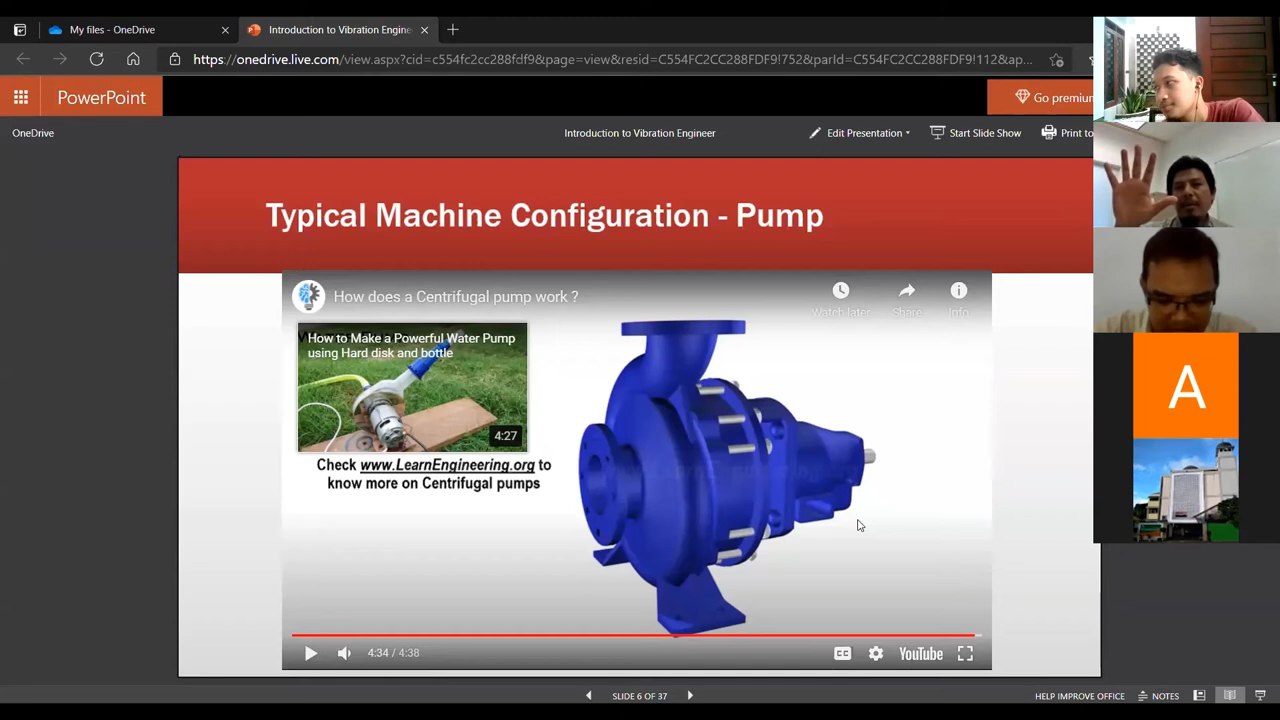 My files - OneDrive
Introduction to Vibration Engine
https://onedrive.live.com/view.aspx?cid=c554fc2cc288fdf9&page=view&resid=C554FC2CC288FDF9!752&parId=C554FC2CC288FDF9!112&ap...
PowerPoint
Go premium
OneDrive
Introduction to Vibration Engineer
Edit Presentation
Start Slide Show
Print to
Typical Machine Configuration - Pump
How does a Centrifugal pump work ?
Watch later
Share
Info
How to Make a Powerful Water Pump
using Hard disk and bottle
4:27
Check www.LearnEngineering.org to
know more on Centrifugal pumps
A
4:34 / 4:38
CC
YouTube
SLIDE 6 OF 37
HELP IMPROVE OFFICE
NOTES